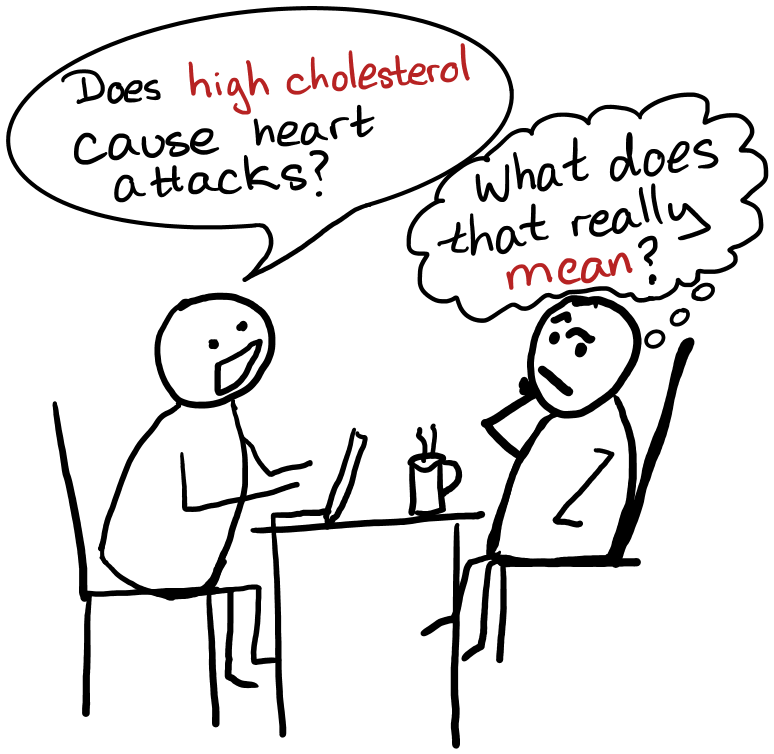 Does high cholesterol
cause heart
attacks?
What does
that really
mean?